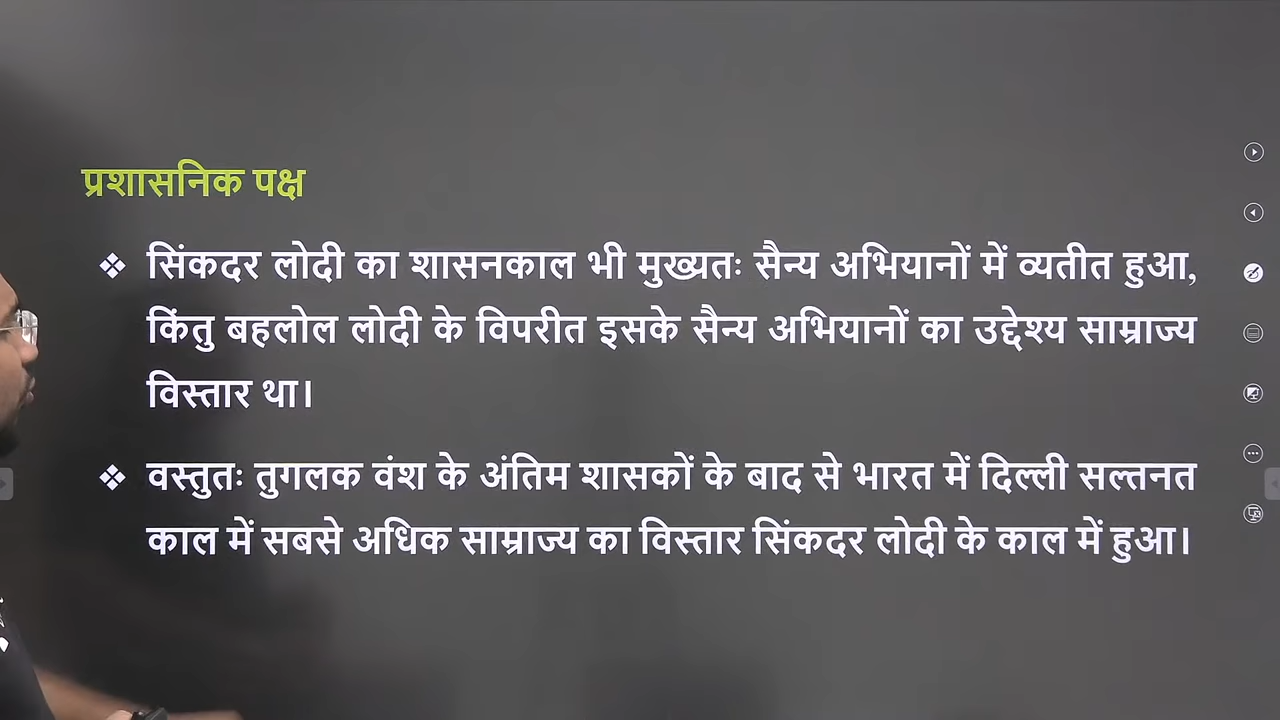 प्रशासनिक पक्ष
❖ सिंकदर लोदी का शासनकाल भी मुख्यतः सैन्य अभियानों में व्यतीत हुआ,
किंतु बहलोल लोदी के विपरीत इसके सैन्य अभियानों का उद्देश्य साम्राज्य
विस्तार था।
❖ वस्तुतः तुगलक वंश के अंतिम शासकों के बाद से भारत में दिल्ली सल्तनत
काल में सबसे अधिक साम्राज्य का विस्तार सिंकदर लोदी के काल में हुआ।